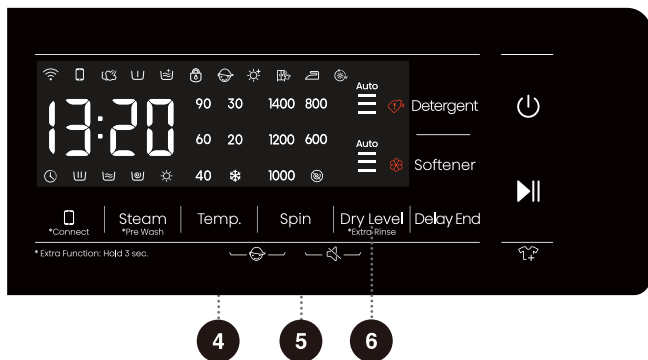 Auto
90 30 1400 800
13:20
Detergent
60 20 1200 600
Auto
Softener
40 1000
*Connect
Steam
*Pre Wash
Temp.
Spin
Dry Level
*Extra Rinse
Delay End
* Extra Function: Hold 3 sec.
4 5 6